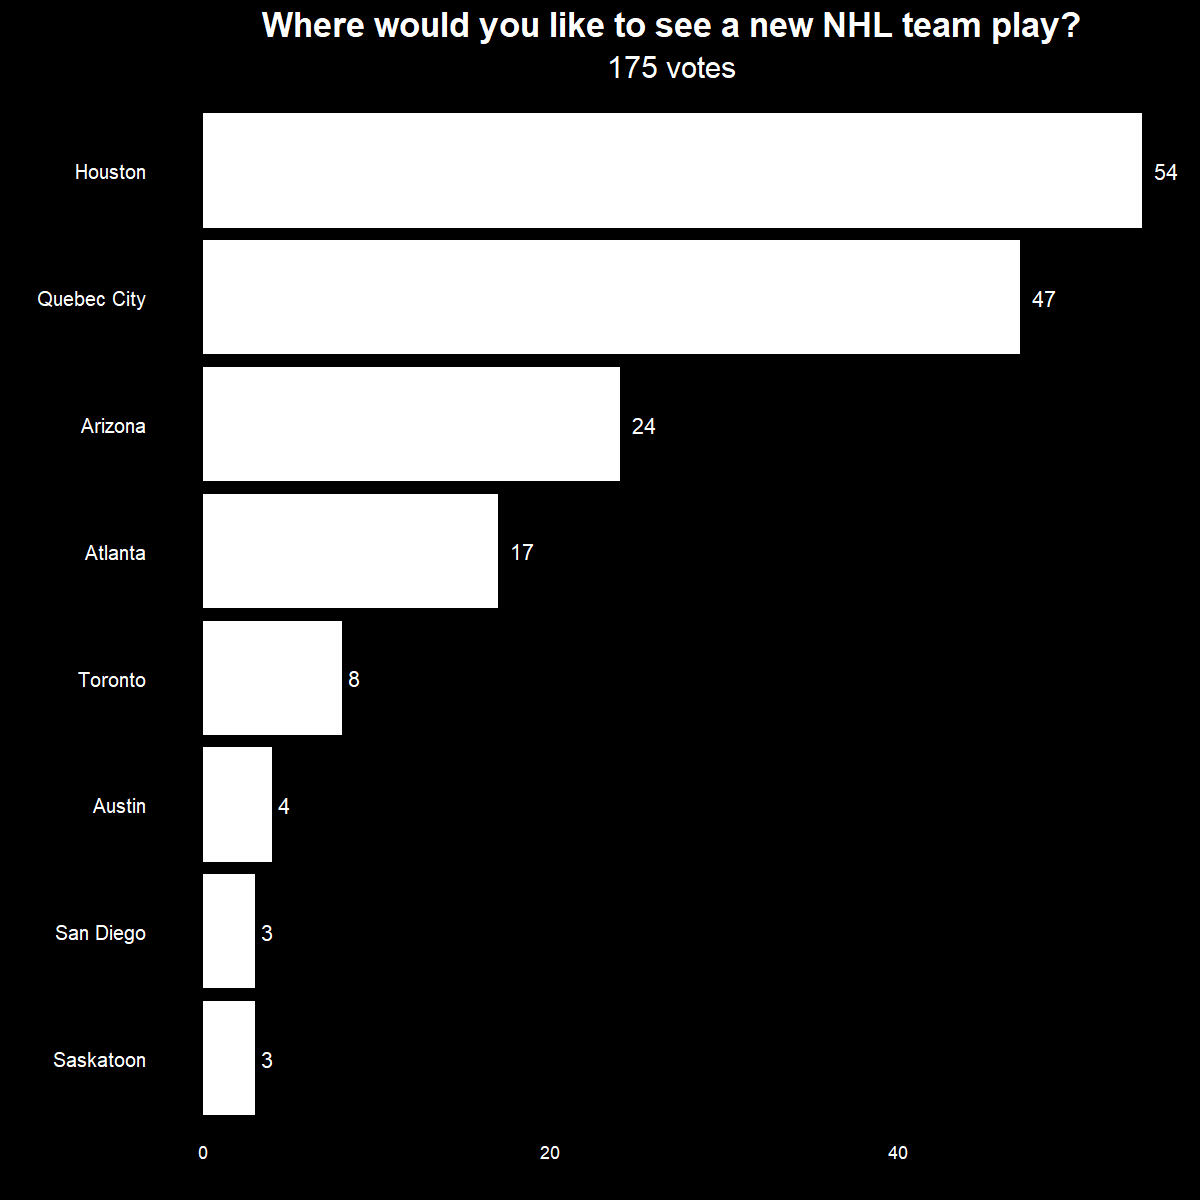 Where would you like to see a new NHL team play?
175 votes
Houston 54
Quebec City 47
Arizona 24
Atlanta 17
Toronto 8
Austin 4
San Diego 3
Saskatoon 3
0 20 40